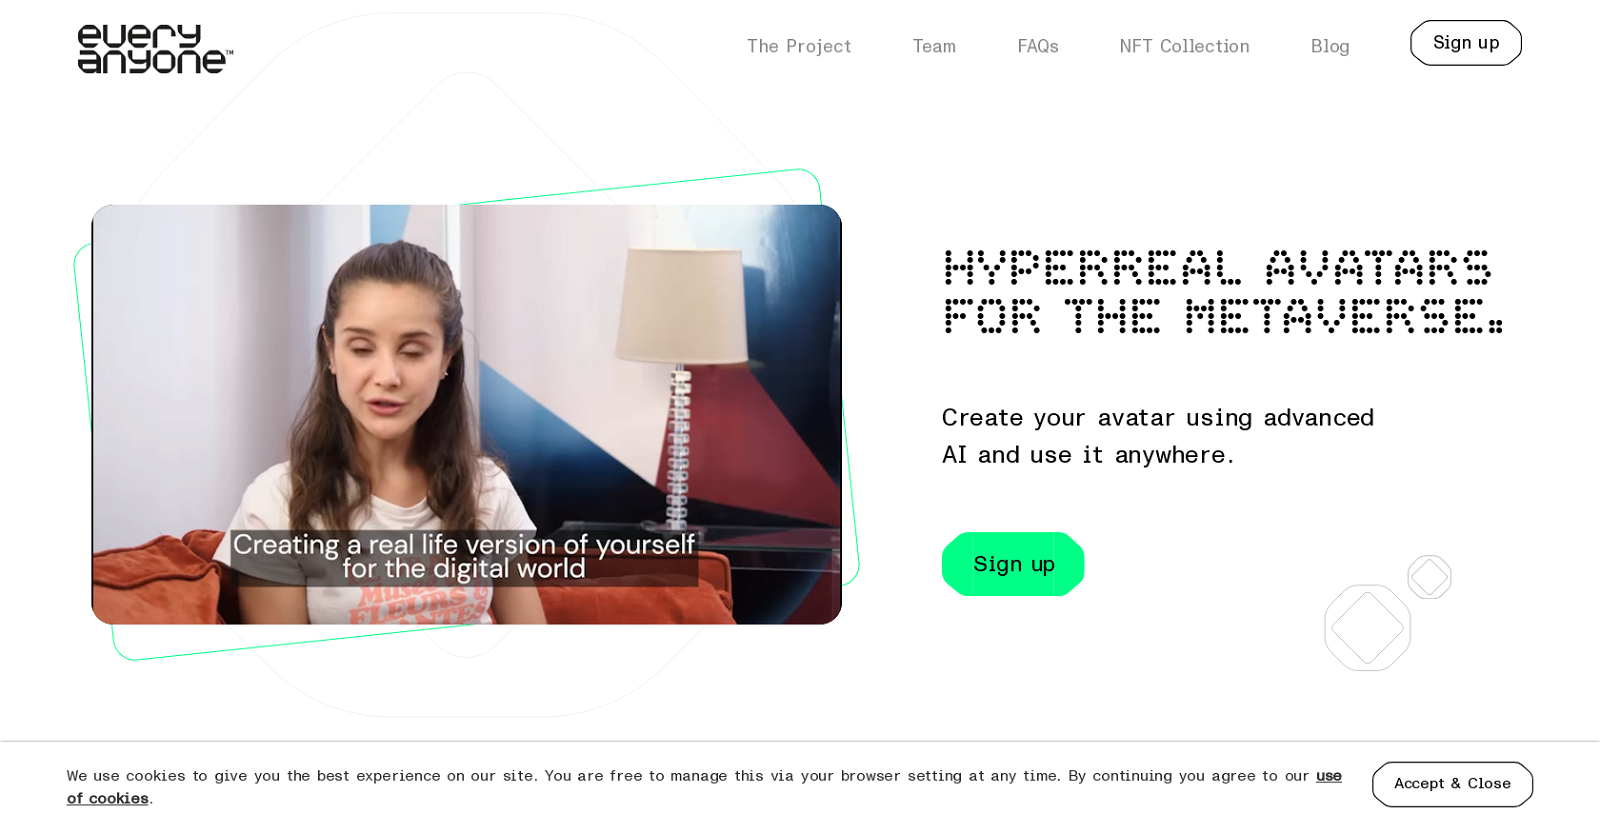 every
anyone™
The Project
Team
FAQs
NFT Collection
Blog
Sign up
HYPERREAL AVATARS
FOR THE METAVERSE.
Create your avatar using advanced
AI and use it anywhere.
Sign up
Creating a real life version of yourself
for the digital world
FLEURS &
We use cookies to give you the best experience on our site. You are free to manage this via your browser setting at any time. By continuing you agree to our use
of cookies.
Accept & Close